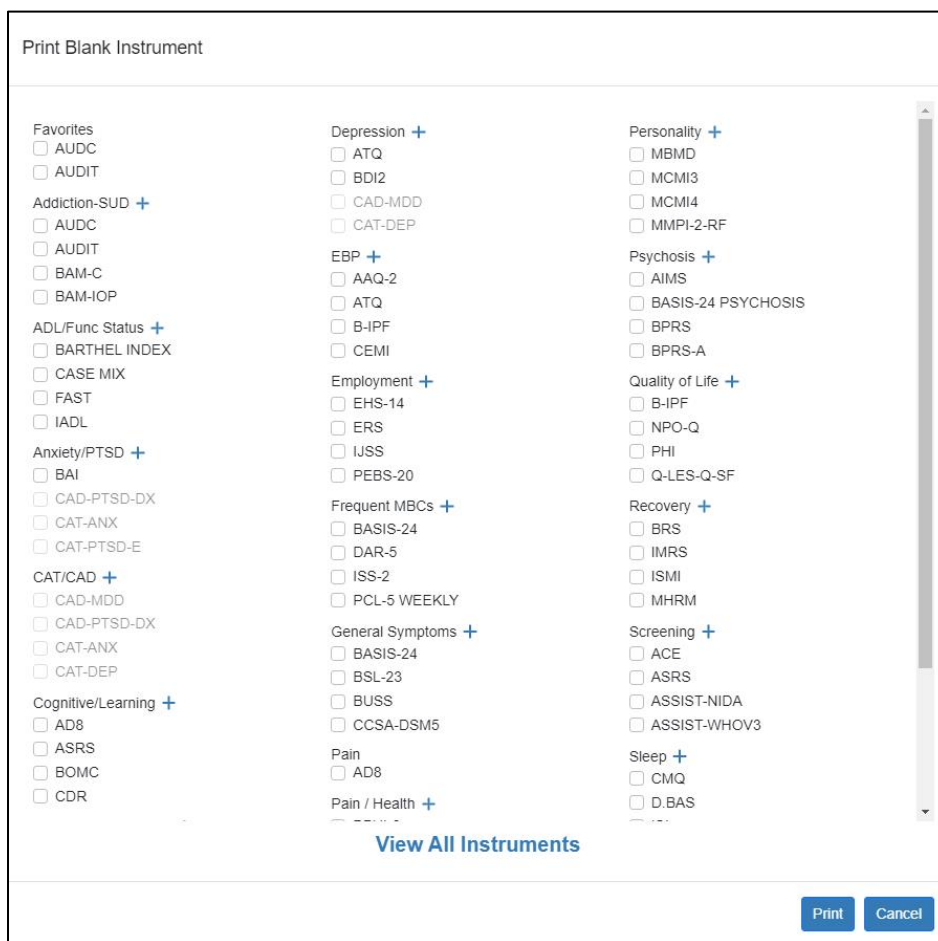 Print Blank Instrument
Favorites
AUDC
AUDIT
Addiction-SUD +
AUDC
AUDIT
BAM-C
BAM-IOP
ADL/Func Status +
BARTHEL INDEX
CASE MIX
FAST
IADL
Anxiety/PTSD +
BAI
CAD-PTSD-DX
CAT-ANX
CAT-PTSD-E
CAT/CAD +
CAD-MDD
CAD-PTSD-DX
CAT-ANX
CAT-DEP
Cognitive/Learning +
AD8
ASRS
BOMC
CDR
Depression +
ATQ
BDI2
CAD-MDD
CAT-DEP
EBP +
AAQ-2
ATQ
B-IPF
CEMI
Employment +
EHS-14
ERS
IJSS
PEBS-20
Frequent MBCs +
BASIS-24
DAR-5
ISS-2
PCL-5 WEEKLY
General Symptoms +
BASIS-24
BSL-23
BUSS
CCSA-DSM5
Pain
AD8
Pain / Health +
Personality +
MBMD
MCMI3
MCMI4
MMPI-2-RF
Psychosis +
AIMS
BASIS-24 PSYCHOSIS
BPRS
BPRS-A
Quality of Life +
B-IPF
NPO-Q
PHI
Q-LES-Q-SF
Recovery +
BRS
IMRS
ISMI
MHRM
Screening +
ACE
ASRS
ASSIST-NIDA
ASSIST-WHOV3
Sleep +
CMQ
D.BAS
View All Instruments
Print
Cancel